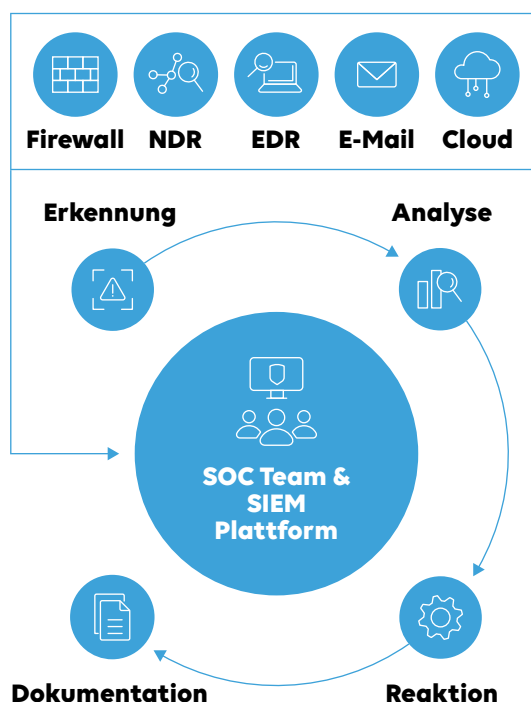 Firewall NDR EDR E-Mail Cloud
Erkennung Analyse
SOC Team &
SIEM
Plattform
Dokumentation Reaktion